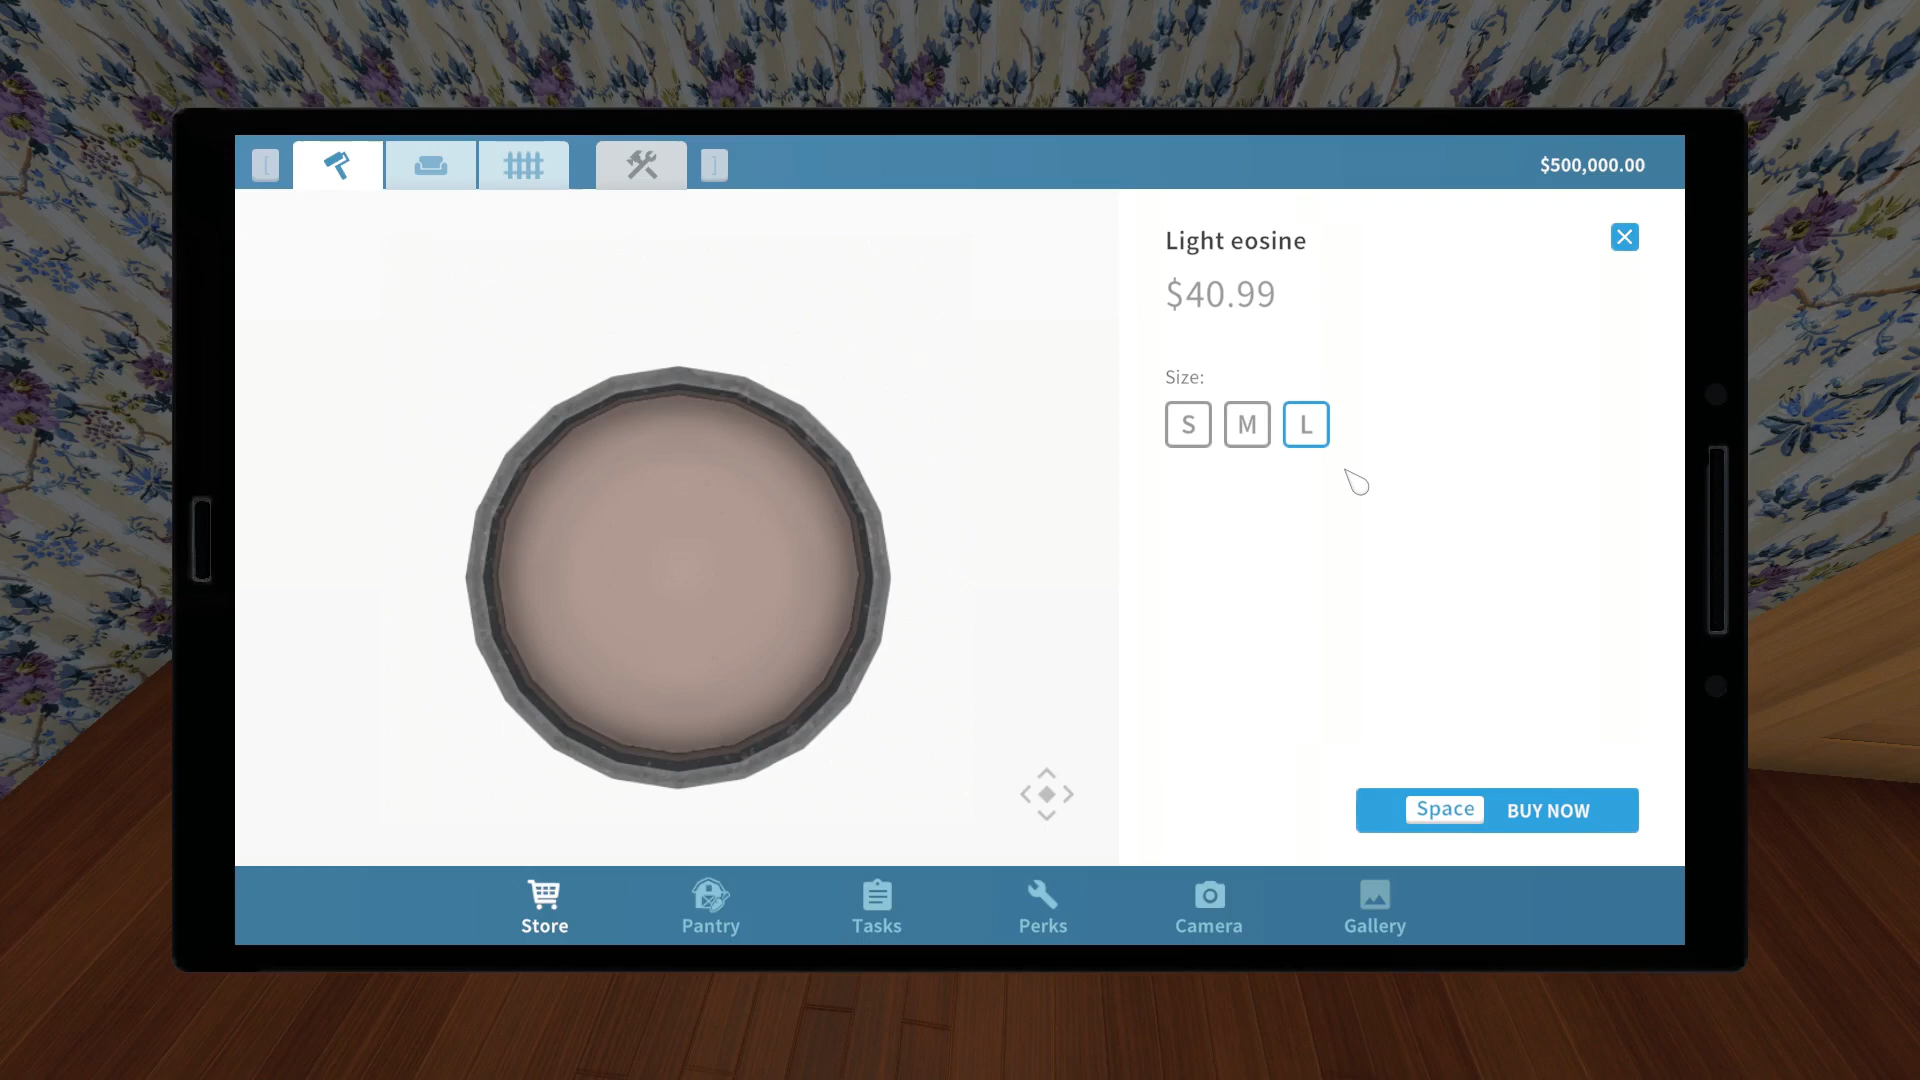 [
]
$500,000.00
Light eosine
$40.99
Size:
S M L
Space BUY NOW
Store Pantry Tasks Perks Camera Gallery